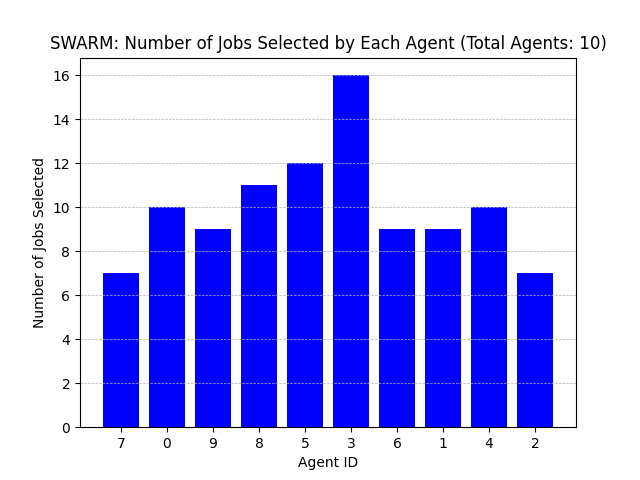 SWARM: Number of Jobs Selected by Each Agent (Total Agents: 10)
Number of Jobs Selected
16
14
12
10
8
6
4
2
0
7 0 9 8 5 3 6 1 4 2
Agent ID